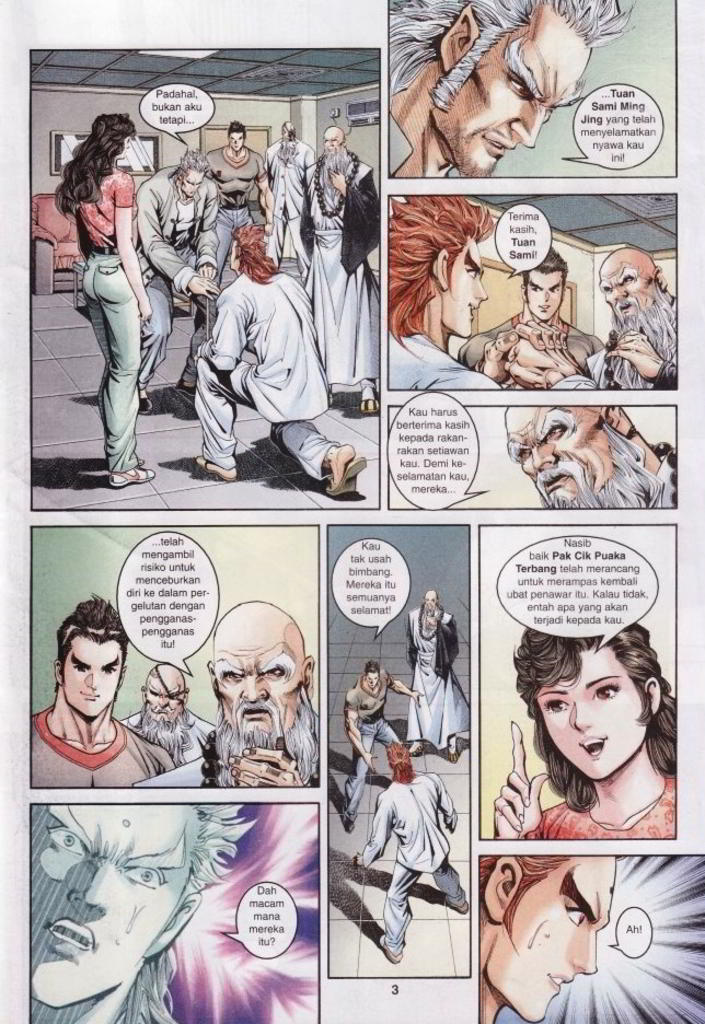 Padahal,
bukan aku
tetapi...
...Tuan
Sami Ming
Jing yang telah
menyelamatkan
nyawa kau
ini!
Terima
kasih,
Tuan
Sami!
Kau harus
berterima kasih
kepada rakan-
rakan setiawan
kau. Demi ke-
selamatan kau,
mereka...
...telah
mengambil
risiko untuk
menceburkan
diri ke dalam per-
gelutan dengan
pengganas-
pengganas
itu!
Kau
tak usah
bimbang.
Mereka itu
semuanya
selamat!
Nasib
baik Pak Cik Puaka
Terbang telah merancang
untuk merampas kembali
ubat penawar itu. Kalau tidak,
entah apa yang akan
terjadi kepada kau.
Dah
macam
mana
mereka
itu?
Ah!
3